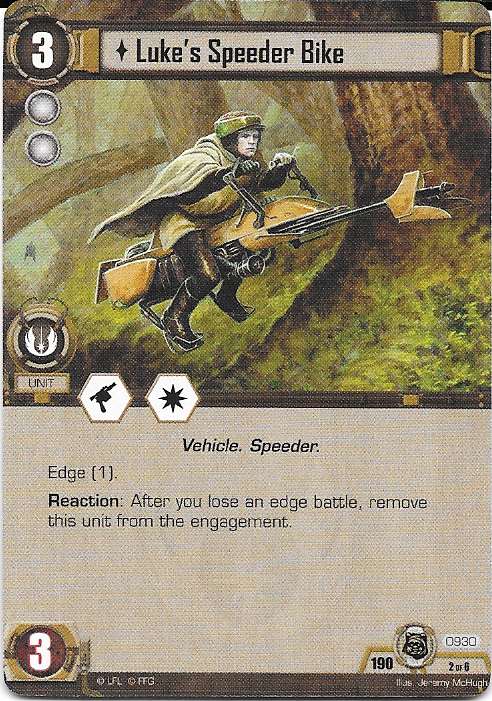 3
Luke's Speeder Bike
UNIT
Vehicle. Speeder.
Edge (1).
Reaction: After you lose an edge battle, remove
this unit from the engagement.
3
190
0930
2 OF 6
© LFL © FFG
Illus. Jeremy McHugh